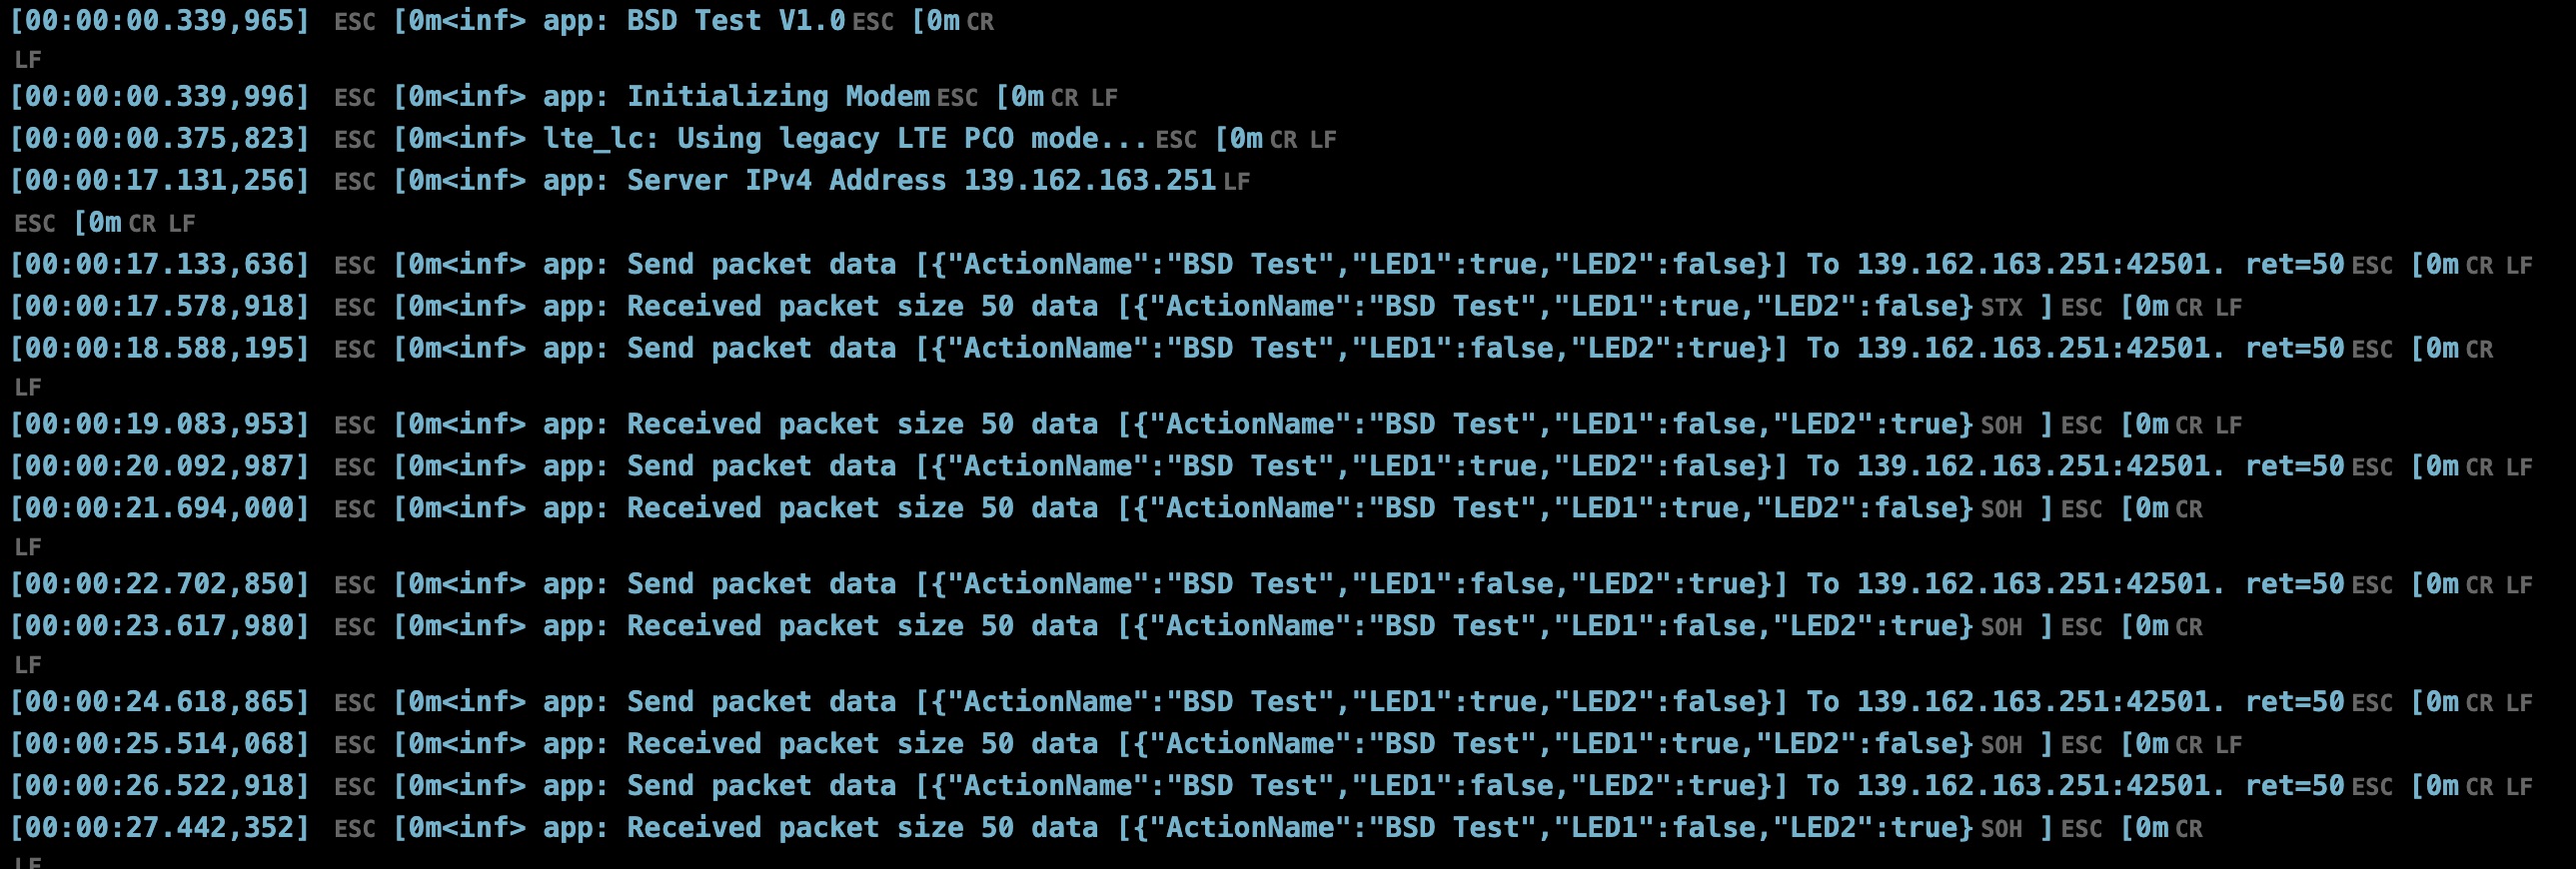 [00:00:00.339,965] ESC [0m<inf> app: BSD Test V1.0 ESC [0m CR
LF
[00:00:00.339,996] ESC [0m<inf> app: Initializing Modem ESC [0m CR LF
[00:00:00.375,823] ESC [0m<inf> lte_lc: Using legacy LTE PCO mode... ESC [0m CR LF
[00:00:17.131,256] ESC [0m<inf> app: Server IPv4 Address 139.162.163.251 LF
ESC [0m CR LF
[00:00:17.133,636] ESC [0m<inf> app: Send packet data [{"ActionName":"BSD Test","LED1":true,"LED2":false}] To 139.162.163.251:42501. ret=50 ESC [0m CR LF
[00:00:17.578,918] ESC [0m<inf> app: Received packet size 50 data [{"ActionName":"BSD Test","LED1":true,"LED2":false} STX ] ESC [0m CR LF
[00:00:18.588,195] ESC [0m<inf> app: Send packet data [{"ActionName":"BSD Test","LED1":false,"LED2":true}] To 139.162.163.251:42501. ret=50 ESC [0m CR
LF
[00:00:19.083,953] ESC [0m<inf> app: Received packet size 50 data [{"ActionName":"BSD Test","LED1":false,"LED2":true} SOH ] ESC [0m CR LF
[00:00:20.092,987] ESC [0m<inf> app: Send packet data [{"ActionName":"BSD Test","LED1":true,"LED2":false}] To 139.162.163.251:42501. ret=50 ESC [0m CR LF
[00:00:21.694,000] ESC [0m<inf> app: Received packet size 50 data [{"ActionName":"BSD Test","LED1":true,"LED2":false} SOH ] ESC [0m CR
LF
[00:00:22.702,850] ESC [0m<inf> app: Send packet data [{"ActionName":"BSD Test","LED1":false,"LED2":true}] To 139.162.163.251:42501. ret=50 ESC [0m CR LF
[00:00:23.617,980] ESC [0m<inf> app: Received packet size 50 data [{"ActionName":"BSD Test","LED1":false,"LED2":true} SOH ] ESC [0m CR
LF
[00:00:24.618,865] ESC [0m<inf> app: Send packet data [{"ActionName":"BSD Test","LED1":true,"LED2":false}] To 139.162.163.251:42501. ret=50 ESC [0m CR LF
[00:00:25.514,068] ESC [0m<inf> app: Received packet size 50 data [{"ActionName":"BSD Test","LED1":true,"LED2":false} SOH ] ESC [0m CR LF
[00:00:26.522,918] ESC [0m<inf> app: Send packet data [{"ActionName":"BSD Test","LED1":false,"LED2":true}] To 139.162.163.251:42501. ret=50 ESC [0m CR LF
[00:00:27.442,352] ESC [0m<inf> app: Received packet size 50 data [{"ActionName":"BSD Test","LED1":false,"LED2":true} SOH ] ESC [0m CR
LF